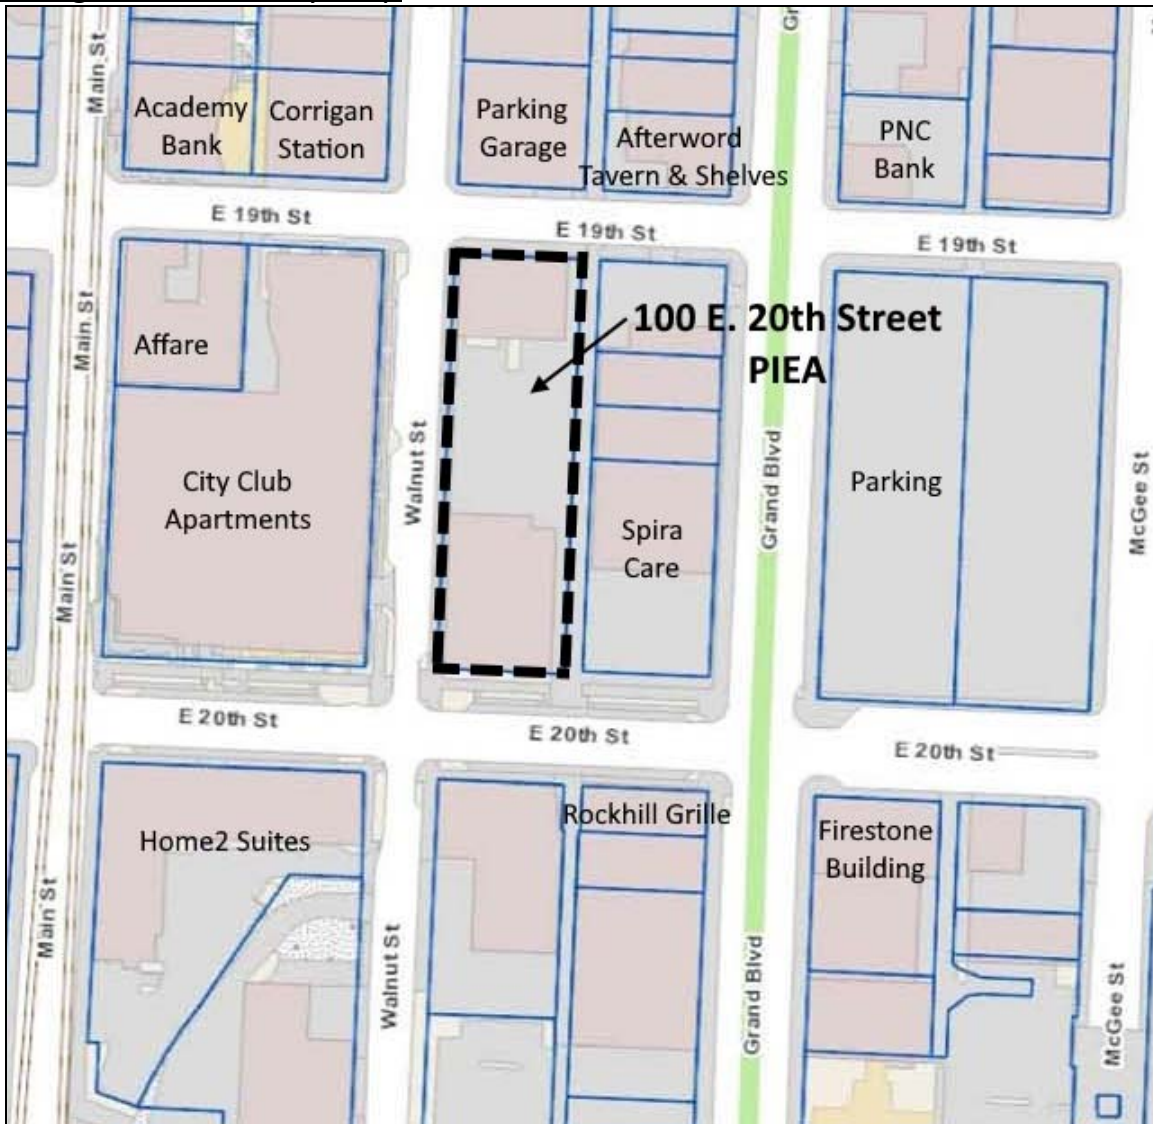 Main St
Gr
Academy
Bank
Corrigan
Station
Parking
Garage
Afterword
Tavern & Shelves
PNC
Bank
E 19th St
E 19th St
E 19th St
Main St
Affare
100 E. 20th Street
PIEA
Walnut St
City Club
Apartments
Grand Blvd
Parking
McGee St
Spira
Care
Main St
E 20th St
E 20th St
E 20th St
Home2 Suites
Rockhill Grille
Firestone
Building
Main St
Walnut St
Grand Blvd
McGee St